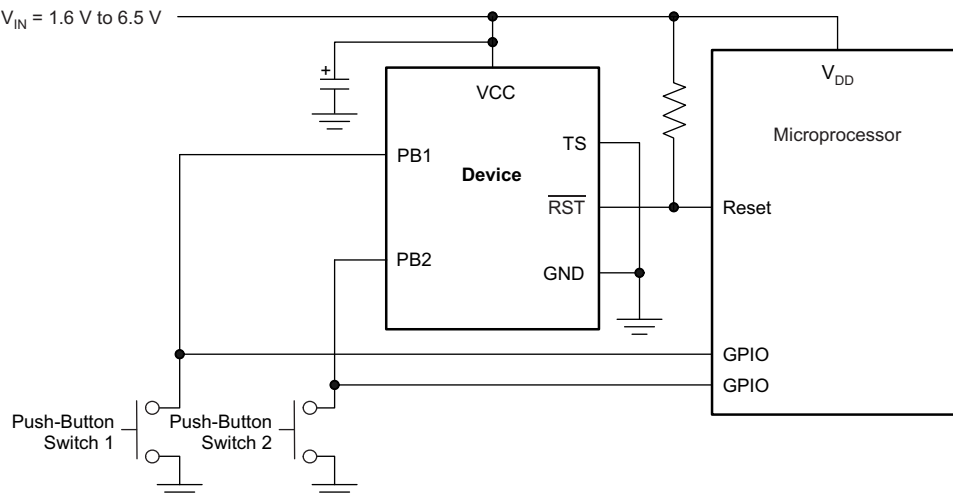 V_IN = 1.6 V to 6.5 V
+
VCC
V_DD
Microprocessor
PB1
TS
Device
RST
Reset
PB2
GND
GPIO
GPIO
Push-Button
Switch 1
Push-Button
Switch 2